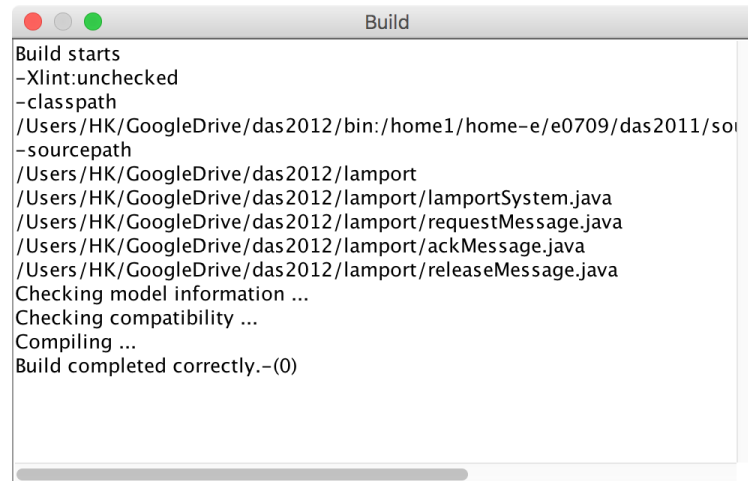 Build
Build starts
-Xlint:unchecked
-classpath
/Users/HK/GoogleDrive/das2012/bin:/home1/home-e/e0709/das2011/sou
-sourcepath
/Users/HK/GoogleDrive/das2012/lamport
/Users/HK/GoogleDrive/das2012/lamport/lamportSystem.java
/Users/HK/GoogleDrive/das2012/lamport/requestMessage.java
/Users/HK/GoogleDrive/das2012/lamport/ackMessage.java
/Users/HK/GoogleDrive/das2012/lamport/releaseMessage.java
Checking model information ...
Checking compatibility ...
Compiling ...
Build completed correctly.-(0)